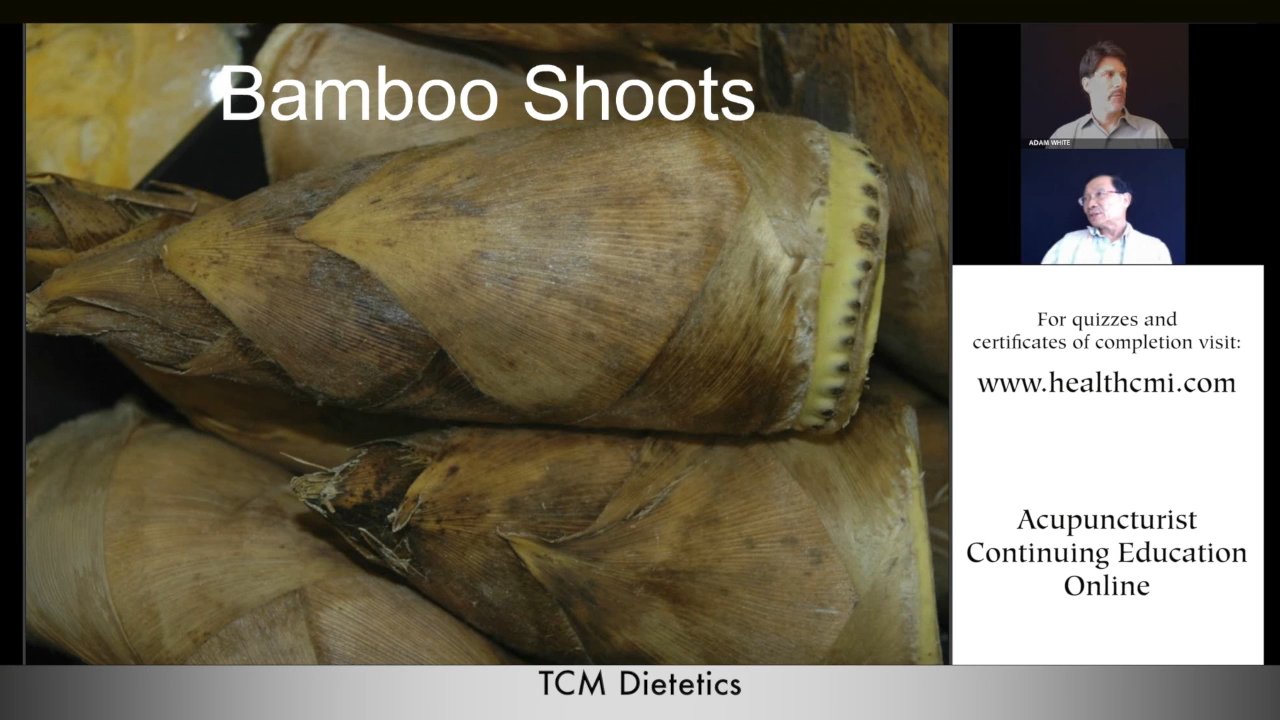 Bamboo Shoots
ADAM WHITE
For quizzes and
certificates of completion visit:
www.healthcmi.com
Acupuncturist
Continuing Education
Online
TCM Dietetics